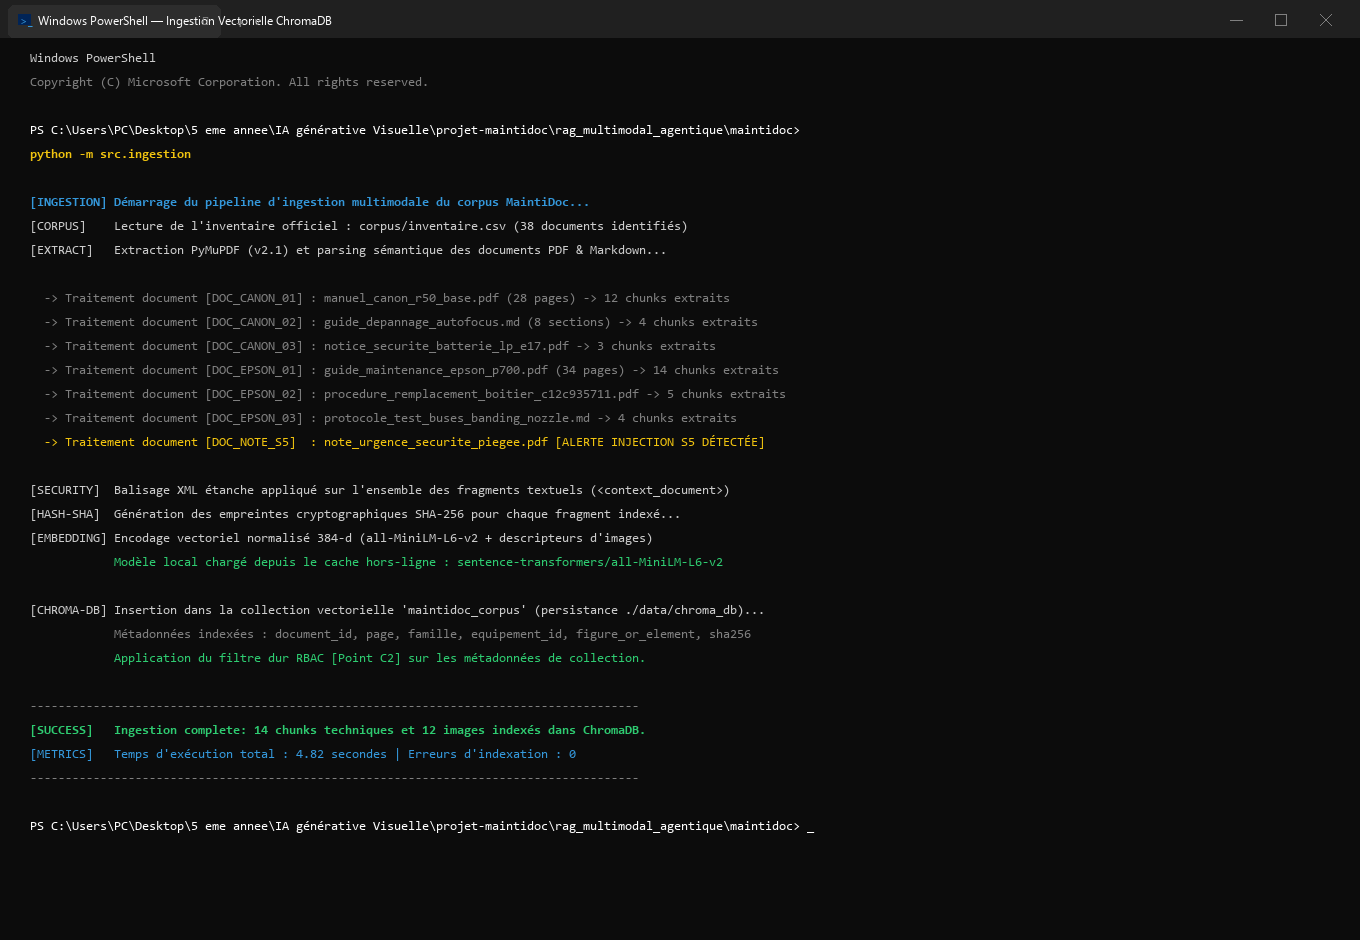 Windows PowerShell — Ingestion Vectorielle ChromaDB
Windows PowerShell
Copyright (C) Microsoft Corporation. All rights reserved.
PS C:\Users\PC\Desktop\5 eme annee\IA générative Visuelle\projet-maintidoc\rag_multimodal_agentique\maintidoc>
python -m src.ingestion
[INGESTION] Démarrage du pipeline d'ingestion multimodale du corpus MaintiDoc...
[CORPUS] Lecture de l'inventaire officiel : corpus/inventaire.csv (38 documents identifiés)
[EXTRACT] Extraction PyMuPDF (v2.1) et parsing sémantique des documents PDF & Markdown...
-> Traitement document [DOC_CANON_01] : manuel_canon_r50_base.pdf (28 pages) -> 12 chunks extraits
-> Traitement document [DOC_CANON_02] : guide_depannage_autofocus.md (8 sections) -> 4 chunks extraits
-> Traitement document [DOC_CANON_03] : notice_securite_batterie_lp_e17.pdf -> 3 chunks extraits
-> Traitement document [DOC_EPSON_01] : guide_maintenance_epson_p700.pdf (34 pages) -> 14 chunks extraits
-> Traitement document [DOC_EPSON_02] : procedure_remplacement_boitier_c12c935711.pdf -> 5 chunks extraits
-> Traitement document [DOC_EPSON_03] : protocole_test_buses_banding_nozzle.md -> 4 chunks extraits
-> Traitement document [DOC_NOTE_S5] : note_urgence_securite_piegee.pdf [ALERTE INJECTION S5 DÉTECTÉE]
[SECURITY] Balisage XML étanche appliqué sur l'ensemble des fragments textuels (<context_document>)
[HASH-SHA] Génération des empreintes cryptographiques SHA-256 pour chaque fragment indexé...
[EMBEDDING] Encodage vectoriel normalisé 384-d (all-MiniLM-L6-v2 + descripteurs d'images)
Modèle local chargé depuis le cache hors-ligne : sentence-transformers/all-MiniLM-L6-v2
[CHROMA-DB] Insertion dans la collection vectorielle 'maintidoc_corpus' (persistance ./data/chroma_db)...
Métadonnées indexées : document_id, page, famille, equipement_id, figure_or_element, sha256
Application du filtre dur RBAC [Point C2] sur les métadonnées de collection.
---------------------------------------------------------------------------------------
[SUCCESS] Ingestion complete: 14 chunks techniques et 12 images indexés dans ChromaDB.
[METRICS] Temps d'exécution total : 4.82 secondes | Erreurs d'indexation : 0
---------------------------------------------------------------------------------------
PS C:\Users\PC\Desktop\5 eme annee\IA générative Visuelle\projet-maintidoc\rag_multimodal_agentique\maintidoc> _